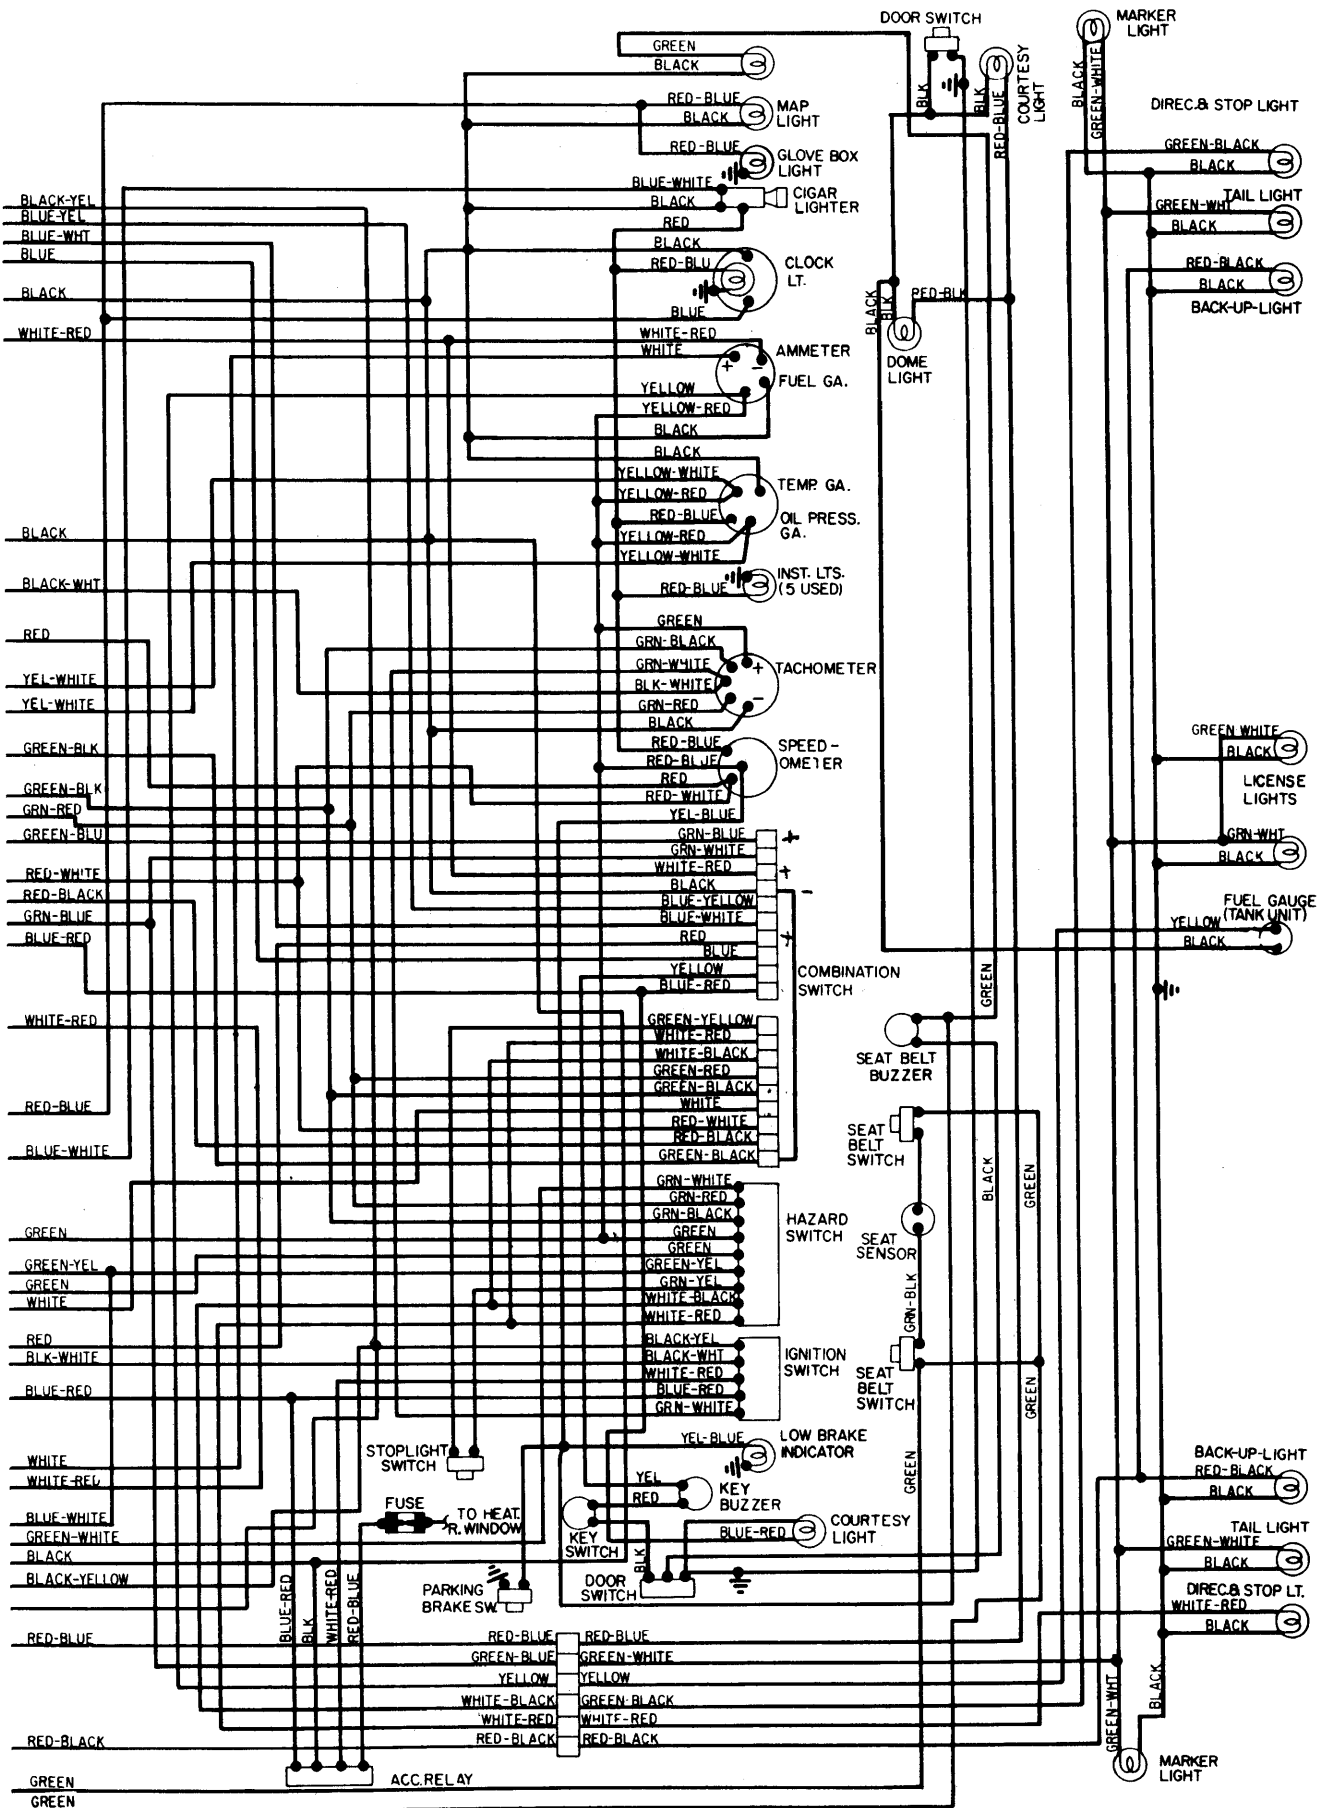 DOOR SWITCH
MARKER
LIGHT
GREEN
BLACK
BLK
BLK
RED-BLUE
COURTESY
LIGHT
BLACK
GREEN-WHITE
DIREC.& STOP LIGHT
RED-BLUE
BLACK
MAP
LIGHT
RED-BLUE
GLOVE BOX
LIGHT
GREEN-BLACK
BLACK
BLUE-WHITE
BLACK
CIGAR
LIGHTER
RED
TAIL LIGHT
GREEN-WHT
BLACK
BLACK-YEL
BLUE-YEL
BLUE-WHT
BLUE
BLACK
WHITE-RED
BLACK
RED-BLU
BLUE
CLOCK
LT.
RED-BLACK
BLACK
BACK-UP-LIGHT
BLACK
BLK
RED-BLK
DOME
LIGHT
WHITE-RED
WHITE
AMMETER
+
-
FUEL GA.
YELLOW
YELLOW-RED
BLACK
BLACK
YELLOW-WHITE
YELLOW-RED
TEMP. GA.
RED-BLUE
YELLOW-RED
YELLOW-WHITE
OIL PRESS.
GA.
BLACK
BLACK-WHT
RED
YEL-WHITE
YEL-WHITE
GREEN-BLK
GREEN-BLK
GRN-RED
GREEN-BLU
RED-WHITE
RED-BLACK
GRN-BLUE
BLUE-RED
WHITE-RED
RED-BLUE
BLUE-WHITE
RED-BLUE
INST. LTS.
(5 USED)
GREEN
GRN-BLACK
GRN-WHITE
BLK-WHITE
GRN-RED
BLACK
+
-
TACHOMETER
RED-BLUE
RED-BLUE
RED
RED-WHITE
YEL-BLUE
SPEED-
OMETER
GREEN WHITE
BLACK
LICENSE
LIGHTS
GRN-WHT
BLACK
GRN-BLUE
GRN-WHITE
WHITE-RED
BLACK
BLUE-YELLOW
BLUE-WHITE
RED
BLUE
YELLOW
BLUE-RED
+
+
-
+
COMBINATION
SWITCH
FUEL GAUGE
(TANK UNIT)
YELLOW
BLACK
GREEN
GREEN-YELLOW
WHITE-RED
WHITE-BLACK
GREEN-RED
GREEN-BLACK
WHITE
RED-WHITE
RED-BLACK
GREEN-BLACK
SEAT BELT
BUZZER
SEAT
BELT
SWITCH
BLACK
GREEN
GREEN
GREEN-YEL
GREEN
WHITE
RED
BLK-WHITE
BLUE-RED
WHITE
WHITE-RED
BLUE-WHITE
GREEN-WHITE
BLACK
BLACK-YELLOW
RED-BLUE
RED-BLACK
GREEN
GREEN
GRN-WHITE
GRN-RED
GRN-BLACK
GREEN
GREEN
GREEN-YEL
GRN-YEL
WHITE-BLACK
WHITE-RED
HAZARD
SWITCH
SEAT
SENSOR
GRN-BLK
BLACK-YEL
BLACK-WHT
WHITE-RED
BLUE-RED
GRN-WHITE
IGNITION
SWITCH
SEAT
BELT
SWITCH
GREEN
GREEN
STOPLIGHT
SWITCH
YEL-BLUE
LOW BRAKE
INDICATOR
FUSE
TO HEAT.
R. WINDOW
YEL
RED
KEY
BUZZER
KEY
SWITCH
BLUE-RED
COURTESY
LIGHT
BLK
DOOR
SWITCH
PARKING
BRAKE SW.
BLUE-RED
BLK
WHITE-RED
RED-BLUE
BACK-UP-LIGHT
RED-BLACK
BLACK
TAIL LIGHT
GREEN-WHITE
BLACK
DIREC.& STOP LT.
WHITE-RED
BLACK
RED-BLUE
GREEN-BLUE
YELLOW
WHITE-BLACK
WHITE-RED
RED-BLACK
RED-BLUE
GREEN-WHITE
YELLOW
GREEN-BLACK
WHITE-RED
RED-BLACK
GREEN-WHT
BLACK
MARKER
LIGHT
ACC. RELAY